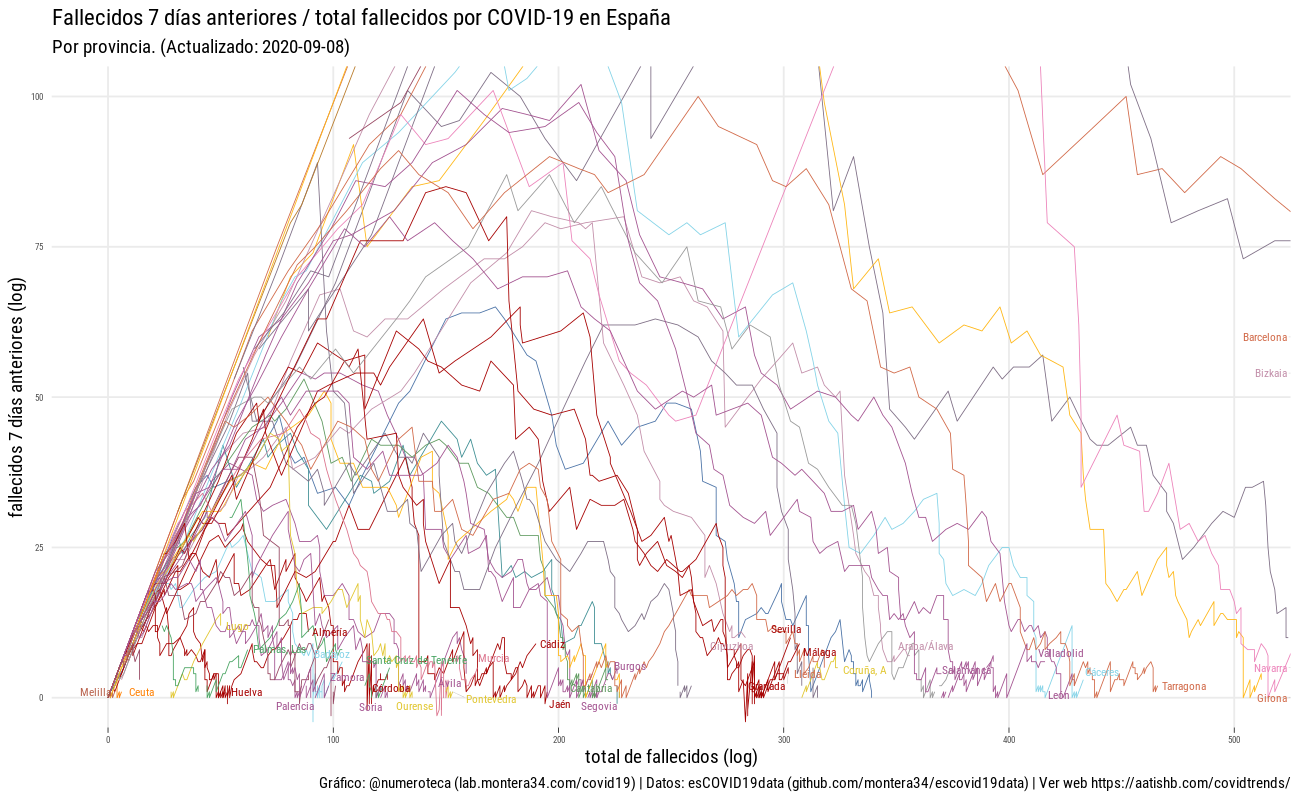 Fallecidos 7 días anteriores / total fallecidos por COVID-19 en España
Por provincia. (Actualizado: 2020-09-08)
fallecidos 7 días anteriores (log)
100
75
50
25
0
Barcelona
Bizkaia
Lugo
Almería
Sevilla
Palmas, Las
Badajoz
Cádiz
Gipuzkoa
Málaga
Araba/Álava
Valladolid
Santa Cruz de Tenerife
Murcia
Burgos
Lleida
Coruña, A
Salamanca
Cáceres
Navarra
Zamora
Ávila
Cantabria
Granada
Tarragona
Melilla
Ceuta
Huelva
Córdoba
Pontevedra
León
Girona
Palencia
Soria
Ourense
Jaén
Segovia
0
100
200
300
400
500
total de fallecidos (log)
Gráfico: @numeroteca (lab.montera34.com/covid19) | Datos: esCOVID19data (github.com/montera34/escovid19data) | Ver web https://aatishb.com/covidtrends/